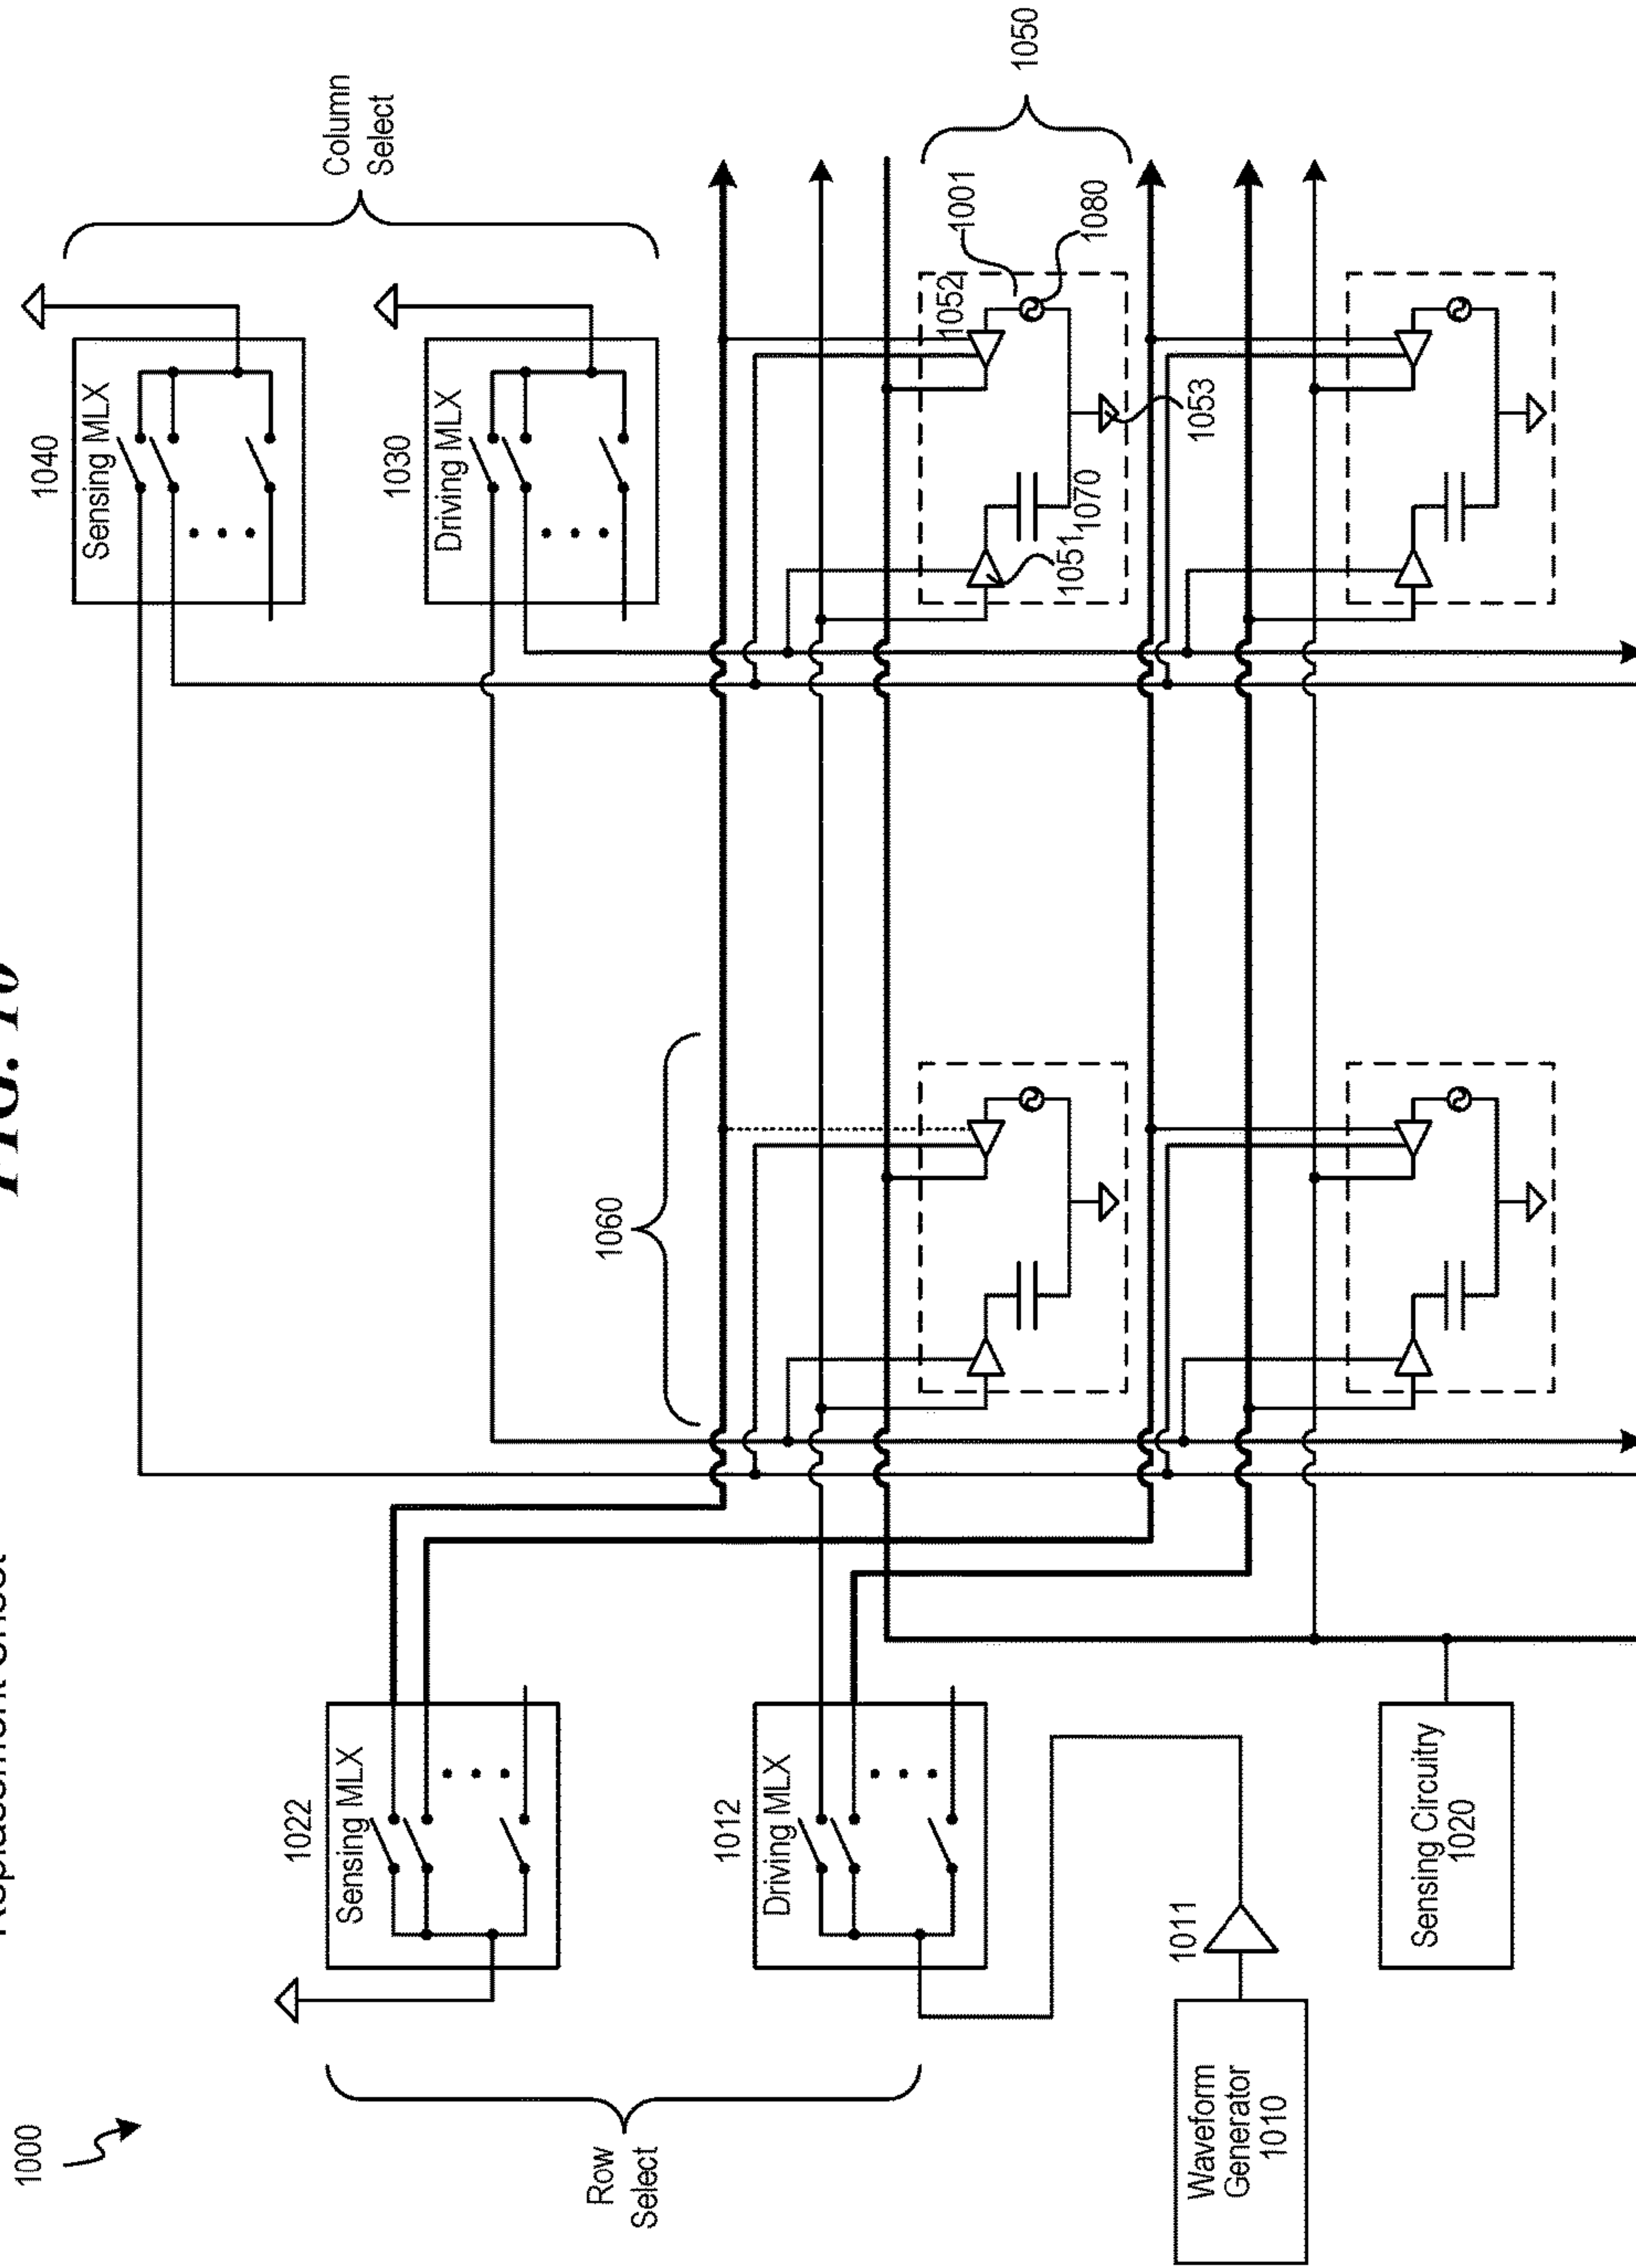 Replacement Sheet
FIG. 10
1000
1040
Sensing MLX
Column
Select
1022
Sensing MLX
1030
Driving MLX
Row
Select
1060
1012
Driving MLX
1052
1001
1050
1080
1051
1070
1053
1011
Waveform
Generator
1010
Sensing Circuitry
1020